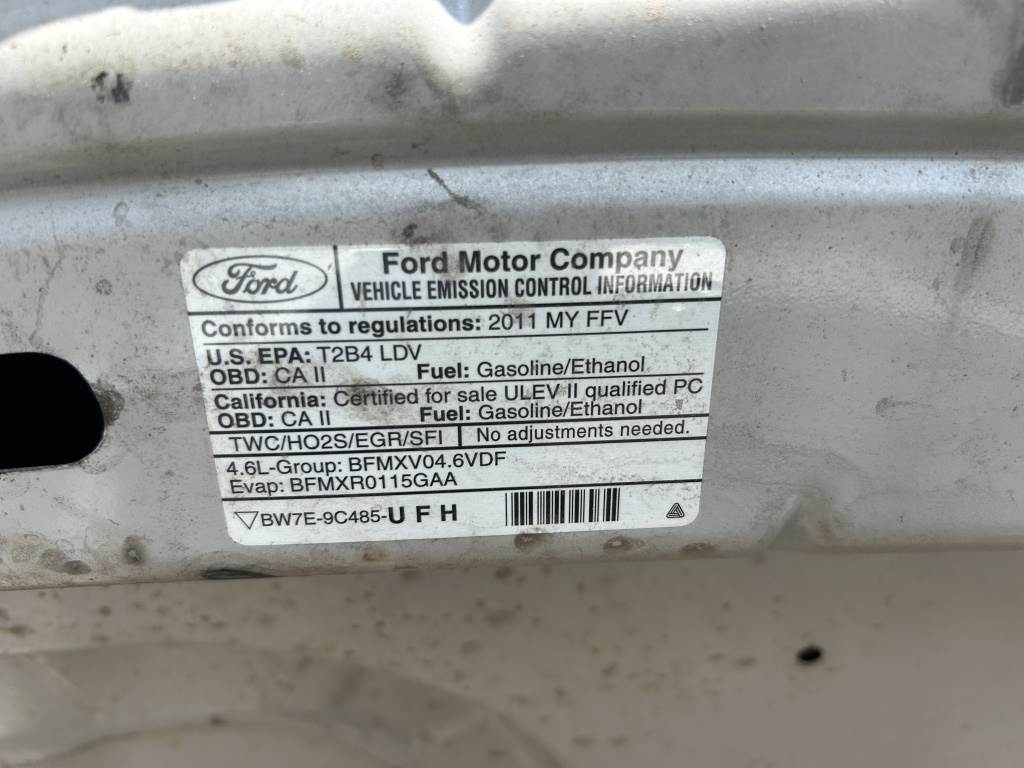 Ford
Ford Motor Company
VEHICLE EMISSION CONTROL INFORMATION
Conforms to regulations: 2011 MY FFV
U.S. EPA: T2B4 LDV
OBD: CA II Fuel: Gasoline/Ethanol
California: Certified for sale ULEV II qualified PC
OBD: CA II Fuel: Gasoline/Ethanol
TWC/HO2S/EGR/SFI No adjustments needed.
4.6L-Group: BFMXV04.6VDF
Evap: BFMXR0115GAA
BW7E-9C485-U F H